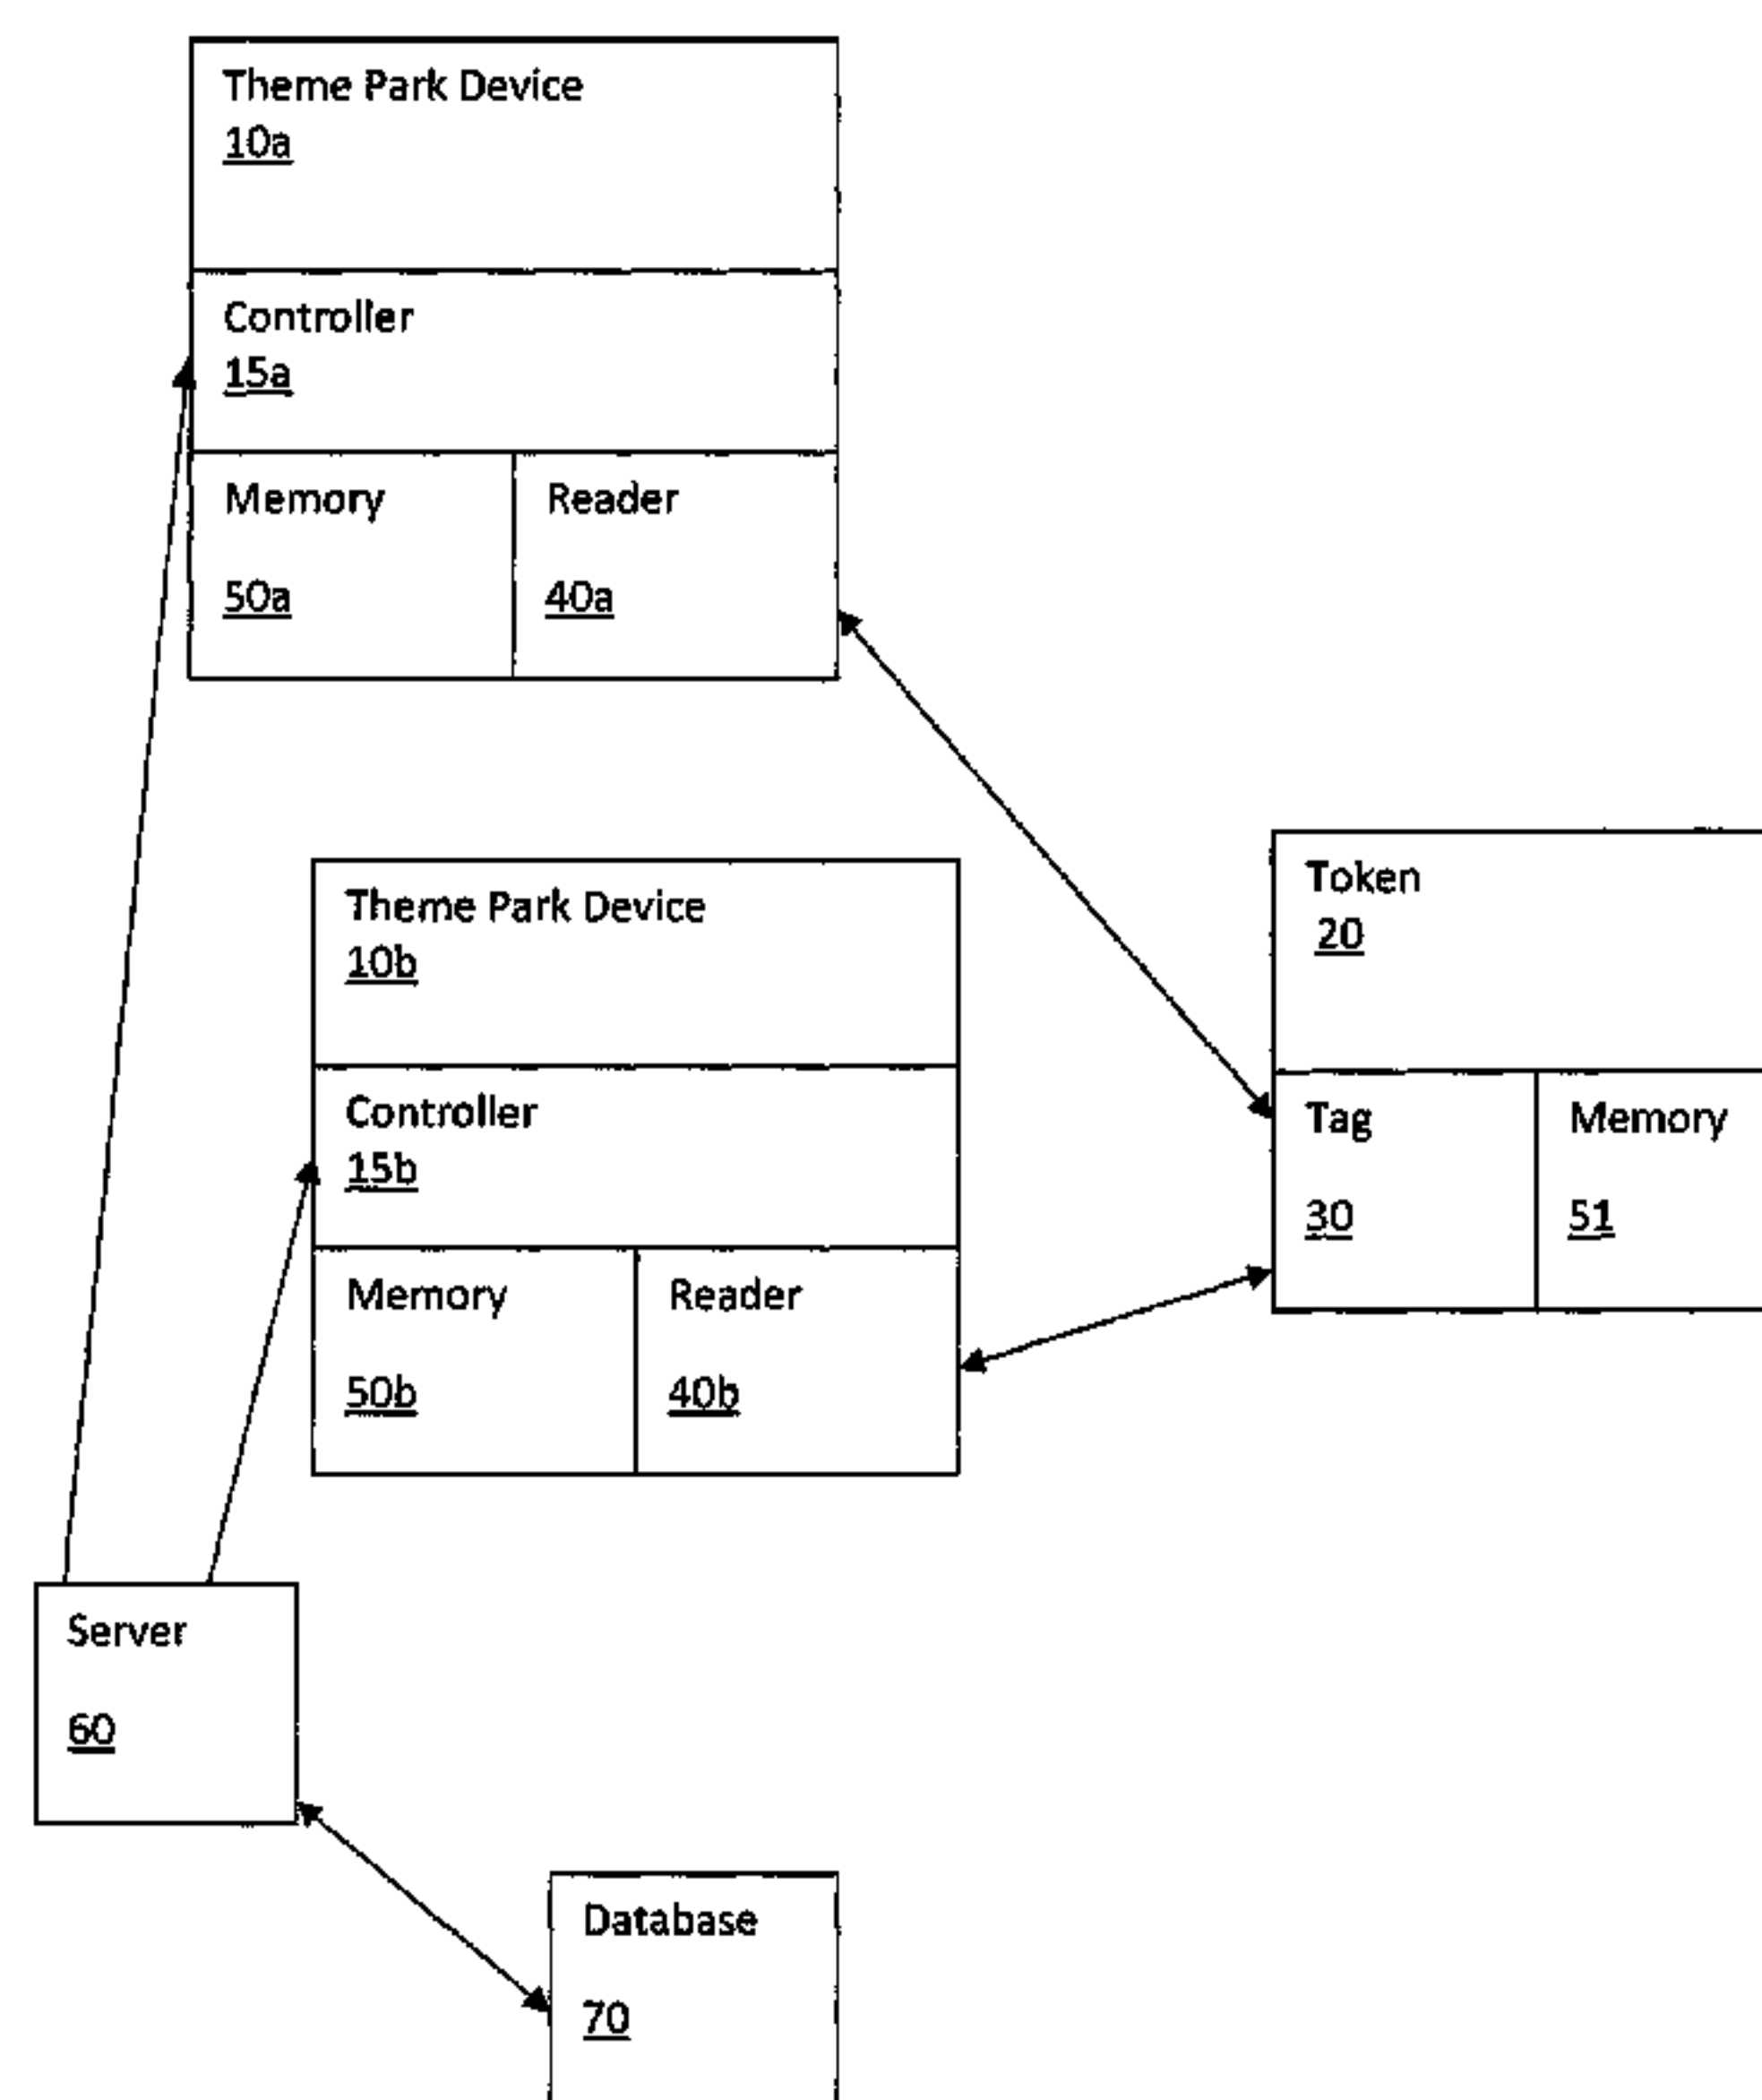 Theme Park Device
10a
Controller
15a
Memory
50a
Reader
40a
Theme Park Device
10b
Controller
15b
Memory
50b
Reader
40b
Token
20
Tag
30
Memory
51
Server
60
Database
70